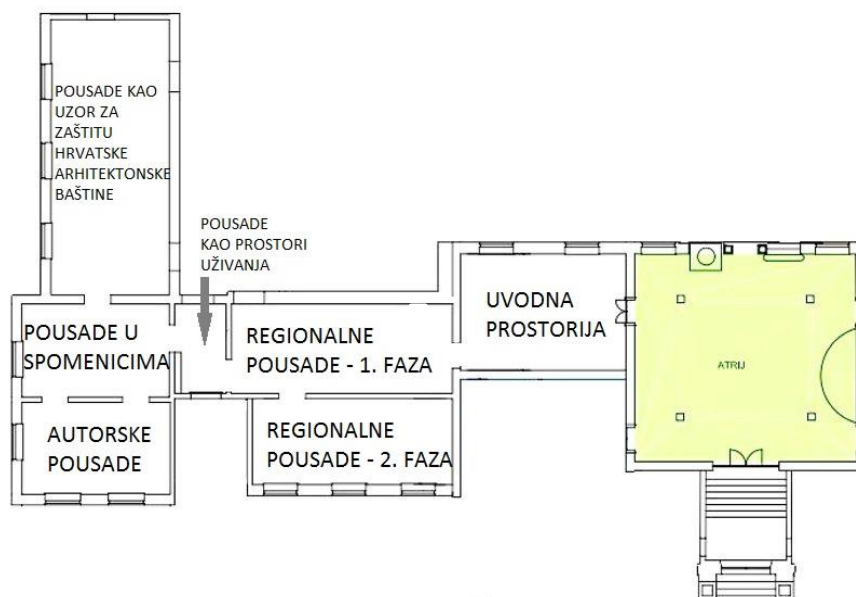 POUSADE KAO
UZOR ZA
ZAŠTITU
HRVATSKE
ARHITEKTONSKE
BAŠTINE
POUSADE
KAO PROSTORI
UŽIVANJA
POUSADE U
SPOMENICIMA
REGIONALNE
POUSADE - 1. FAZA
UVODNA
PROSTORIJA
ATRIJ
AUTORSKE
POUSADE
REGIONALNE
POUSADE - 2. FAZA